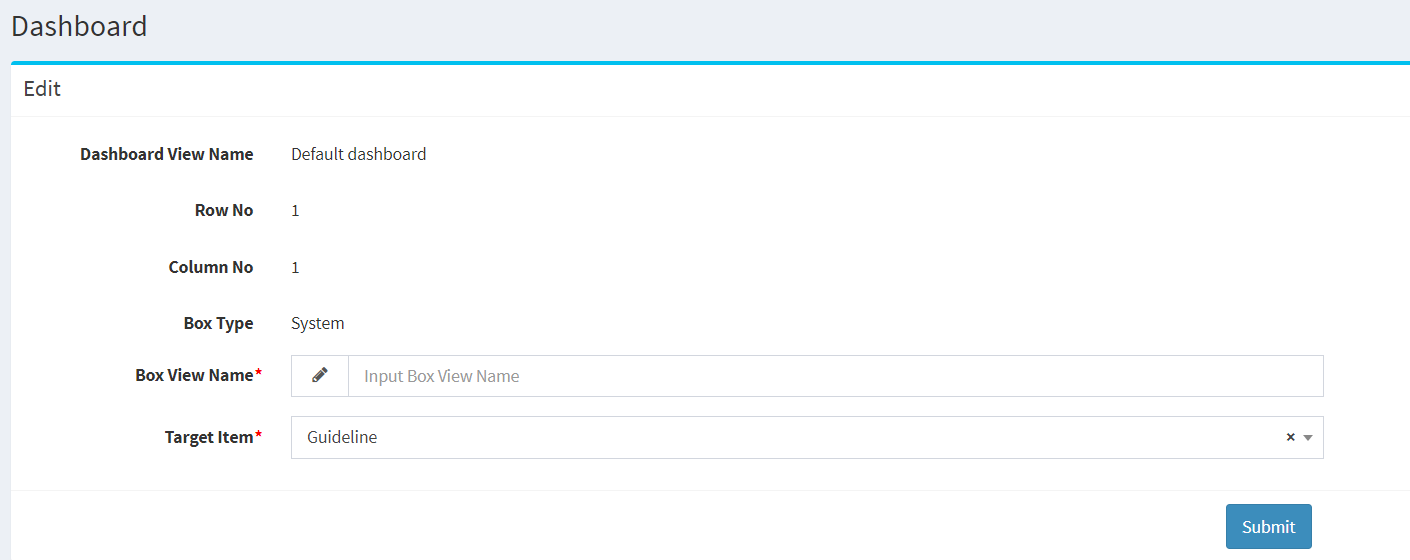 Dashboard
Edit
Dashboard View Name Default dashboard
Row No 1
Column No 1
Box Type System
Box View Name* Input Box View Name
Target Item* Guideline ×
Submit